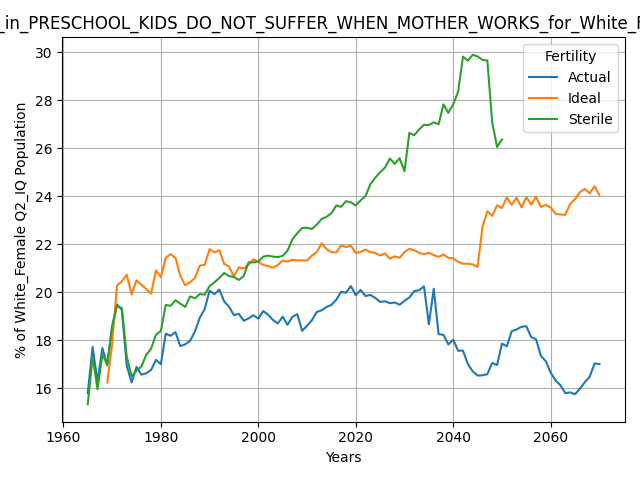 _in_PRESCHOOL_KIDS_DO_NOT_SUFFER_WHEN_MOTHER_WORKS_for_White_F
Fertility
Actual
Ideal
Sterile
% of White_Female Q2_IQ Population
30
28
26
24
22
20
18
16
1960
1980
2000
2020
2040
2060
Years